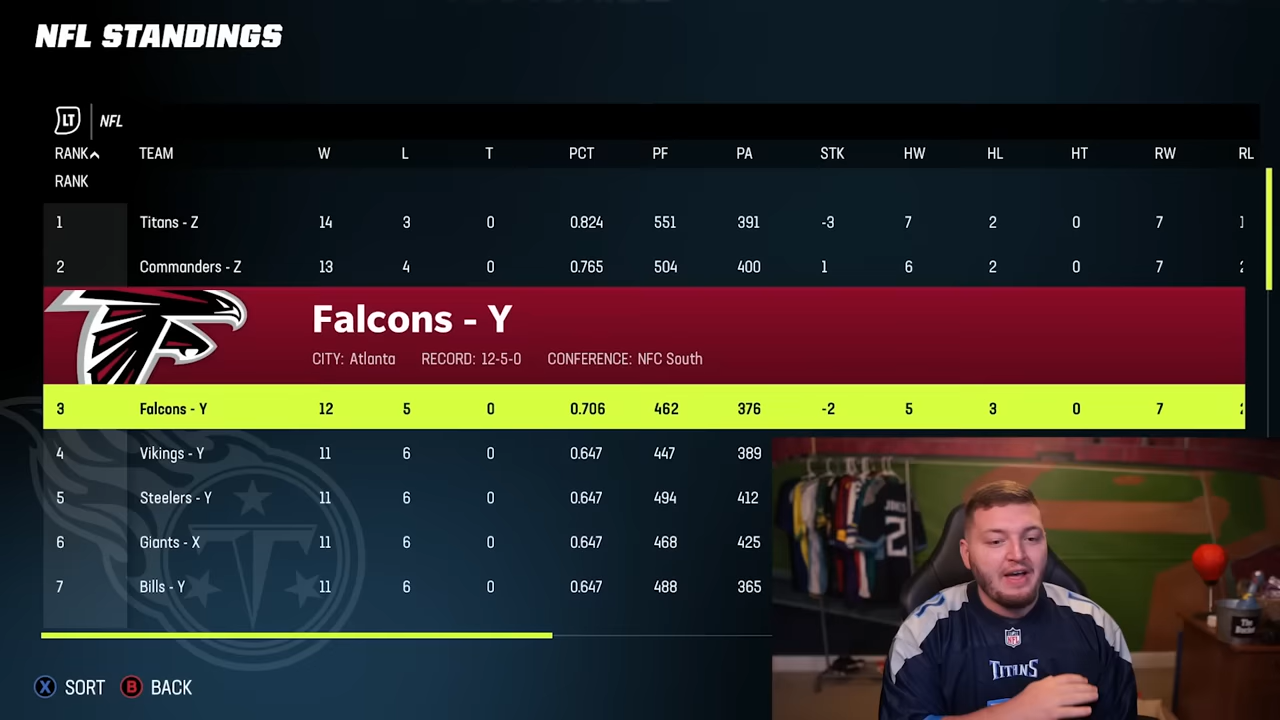 NFL STANDINGS
LT NFL
RANK TEAM W L T PCT PF PA STK HW HL HT RW RL
RANK
1 Titans - Z 14 3 0 0.824 551 391 -3 7 2 0 7
2 Commanders - Z 13 4 0 0.765 504 400 1 6 2 0 7
Falcons - Y
CITY: Atlanta RECORD: 12-5-0 CONFERENCE: NFC South
3 Falcons - Y 12 5 0 0.706 462 376 -2 5 3 0 7
4 Vikings - Y 11 6 0 0.647 447 389
5 Steelers - Y 11 6 0 0.647 494 412
6 Giants - X 11 6 0 0.647 468 425
7 Bills - Y 11 6 0 0.647 488 365
2
NFL
TITANS
X SORT B BACK